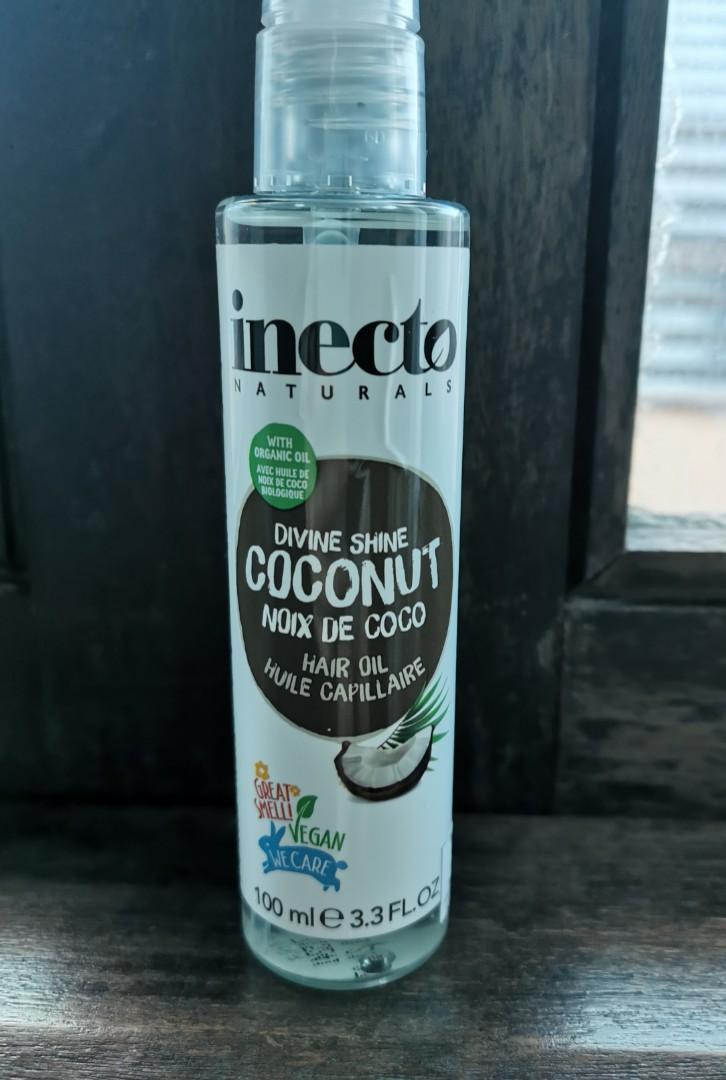 inecto
NATURALS
WITH
ORGANIC OIL
AVEC HUILE DE
NOIX DE COCO
BIOLOGIQUE
DIVINE SHINE
COCONUT
NOIX DE COCO
HAIR OIL
HUILE CAPILLAIRE
GREAT
SMELL!
VEGAN
WE CARE
100 ml ℮ 3.3 FL.OZ